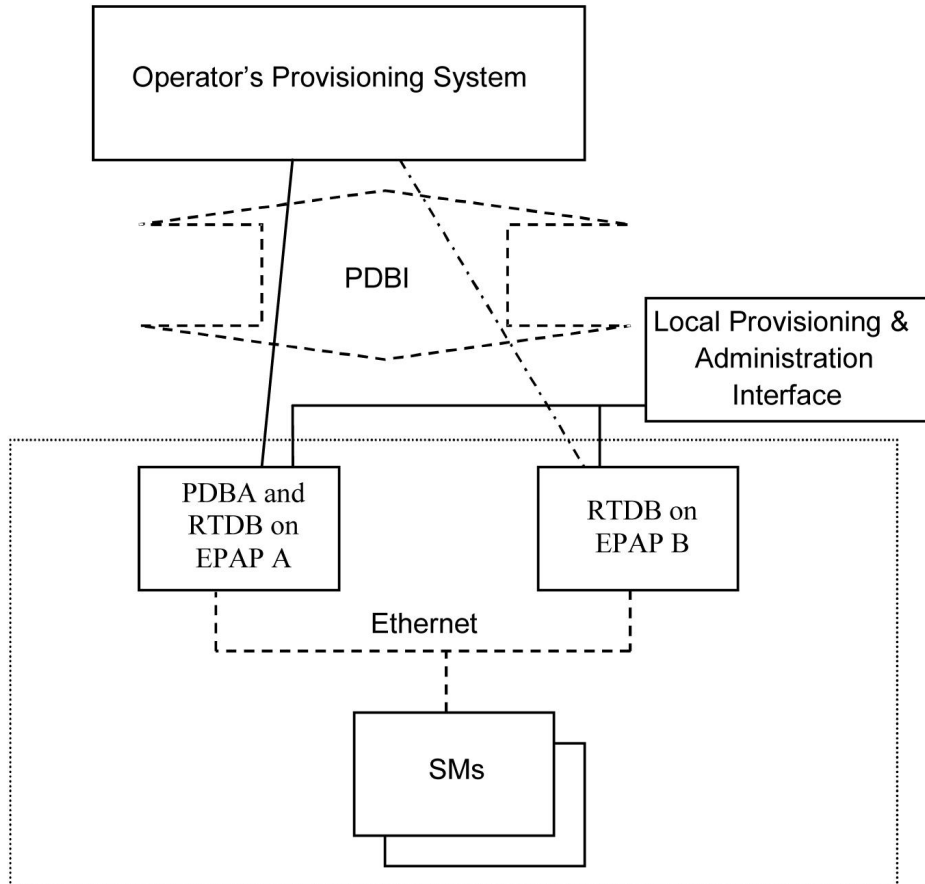 Operator's Provisioning System
PDBI
Local Provisioning &
Administration
Interface
PDBA and
RTDB on
EPAP A
RTDB on
EPAP B
Ethernet
SMs